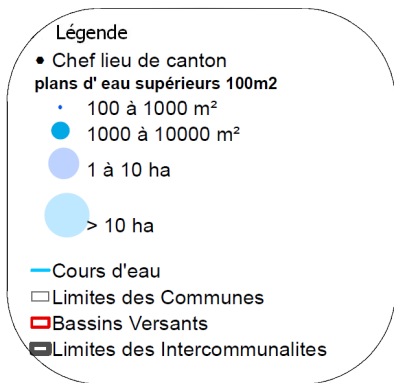 Légende
Chef lieu de canton
plans d' eau supérieurs 100m2
100 à 1000 m²
1000 à 10000 m²
1 à 10 ha
> 10 ha
Cours d'eau
Limites des Communes
Bassins Versants
Limites des Intercommunalites